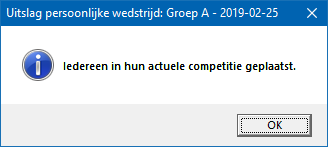 Uitslag persoonlijke wedstrijd: Groep A - 2019-02-25
Iedereen in hun actuele competitie geplaatst.
OK